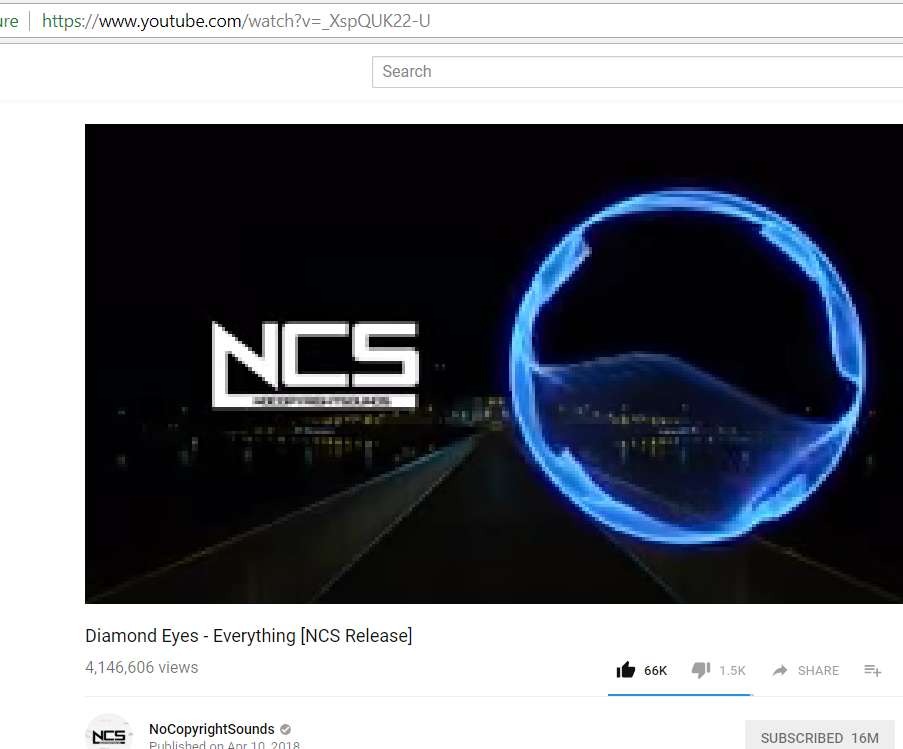 ure https://www.youtube.com/watch?v=_XspQUK22-U
Search
NCS
NOCOPYRIGHTSOUNDS
Diamond Eyes - Everything [NCS Release]
4,146,606 views
66K 1.5K SHARE
NCS
NoCopyrightSounds
Published on Apr 10, 2018
SUBSCRIBED 16M